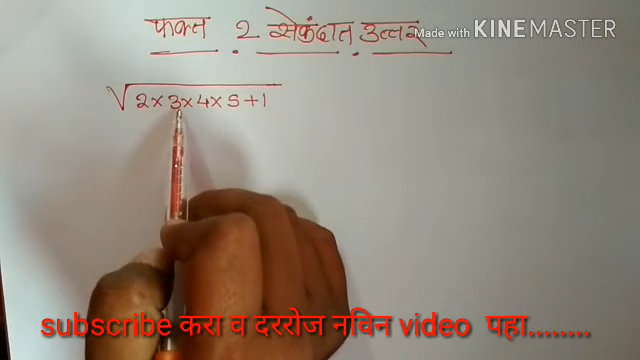 फक्त 2 सेकंदात उत्तर
Made with KINEMASTER
√2×3×4×5+1
subscribe करा व दररोज नविन video पहा........